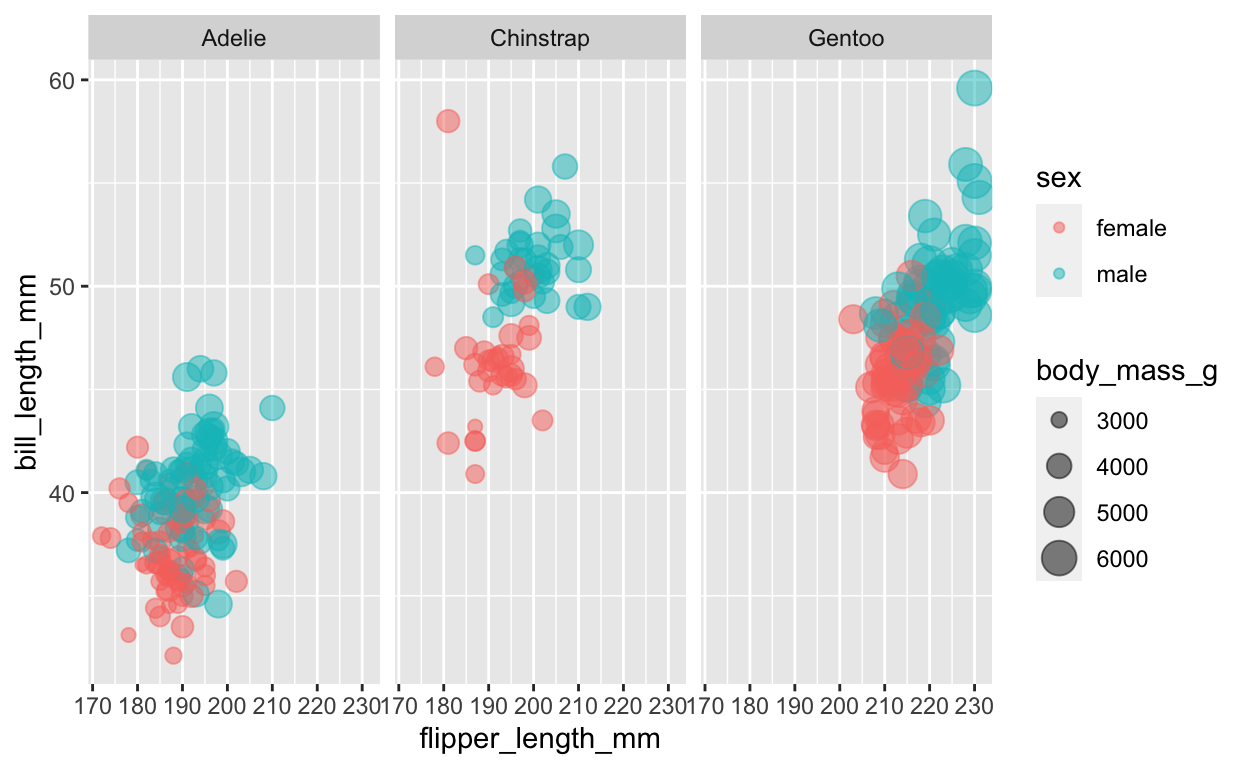 Adelie Chinstrap Gentoo
60
50
40
bill_length_mm
170 180 190 200 210 220 230 170 180 190 200 210 220 230 170 180 190 200 210 220 230
flipper_length_mm
sex
female
male
body_mass_g
3000
4000
5000
6000